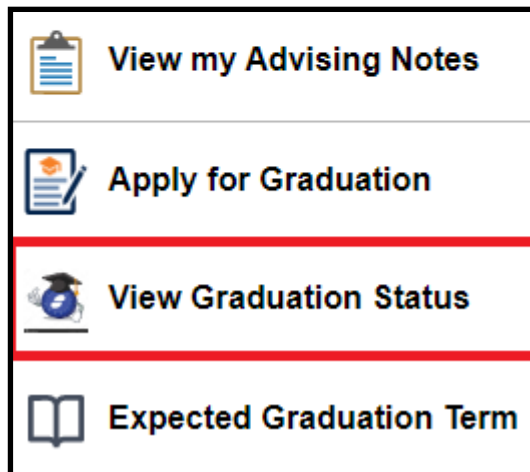 View my Advising Notes
Apply for Graduation
View Graduation Status
Expected Graduation Term